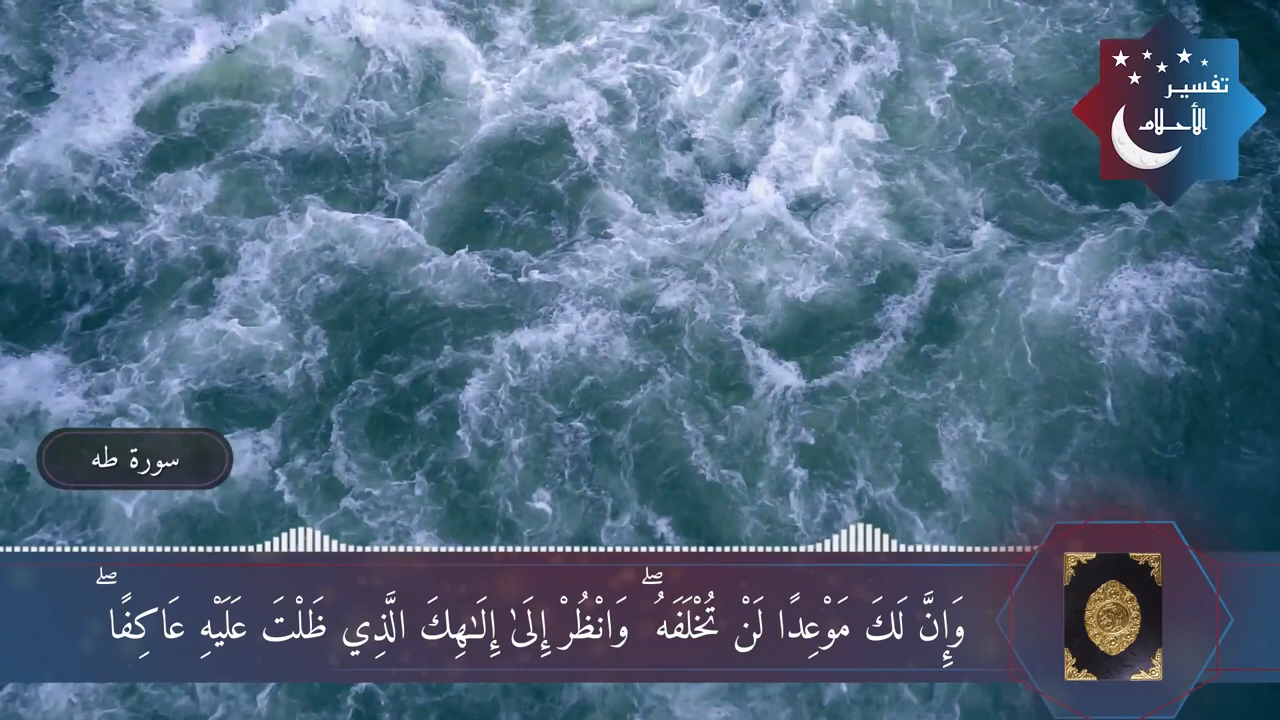 تفسير
الأحلام
سورة طه
وَإِنَّ لَكَ مَوْعِدًا لَنْ تُخْلَفَهُ ۖ وَانْظُرْ إِلَىٰ إِلَـٰهِكَ الَّذِي ظَلْتَ عَلَيْهِ عَاكِفًا ۖ